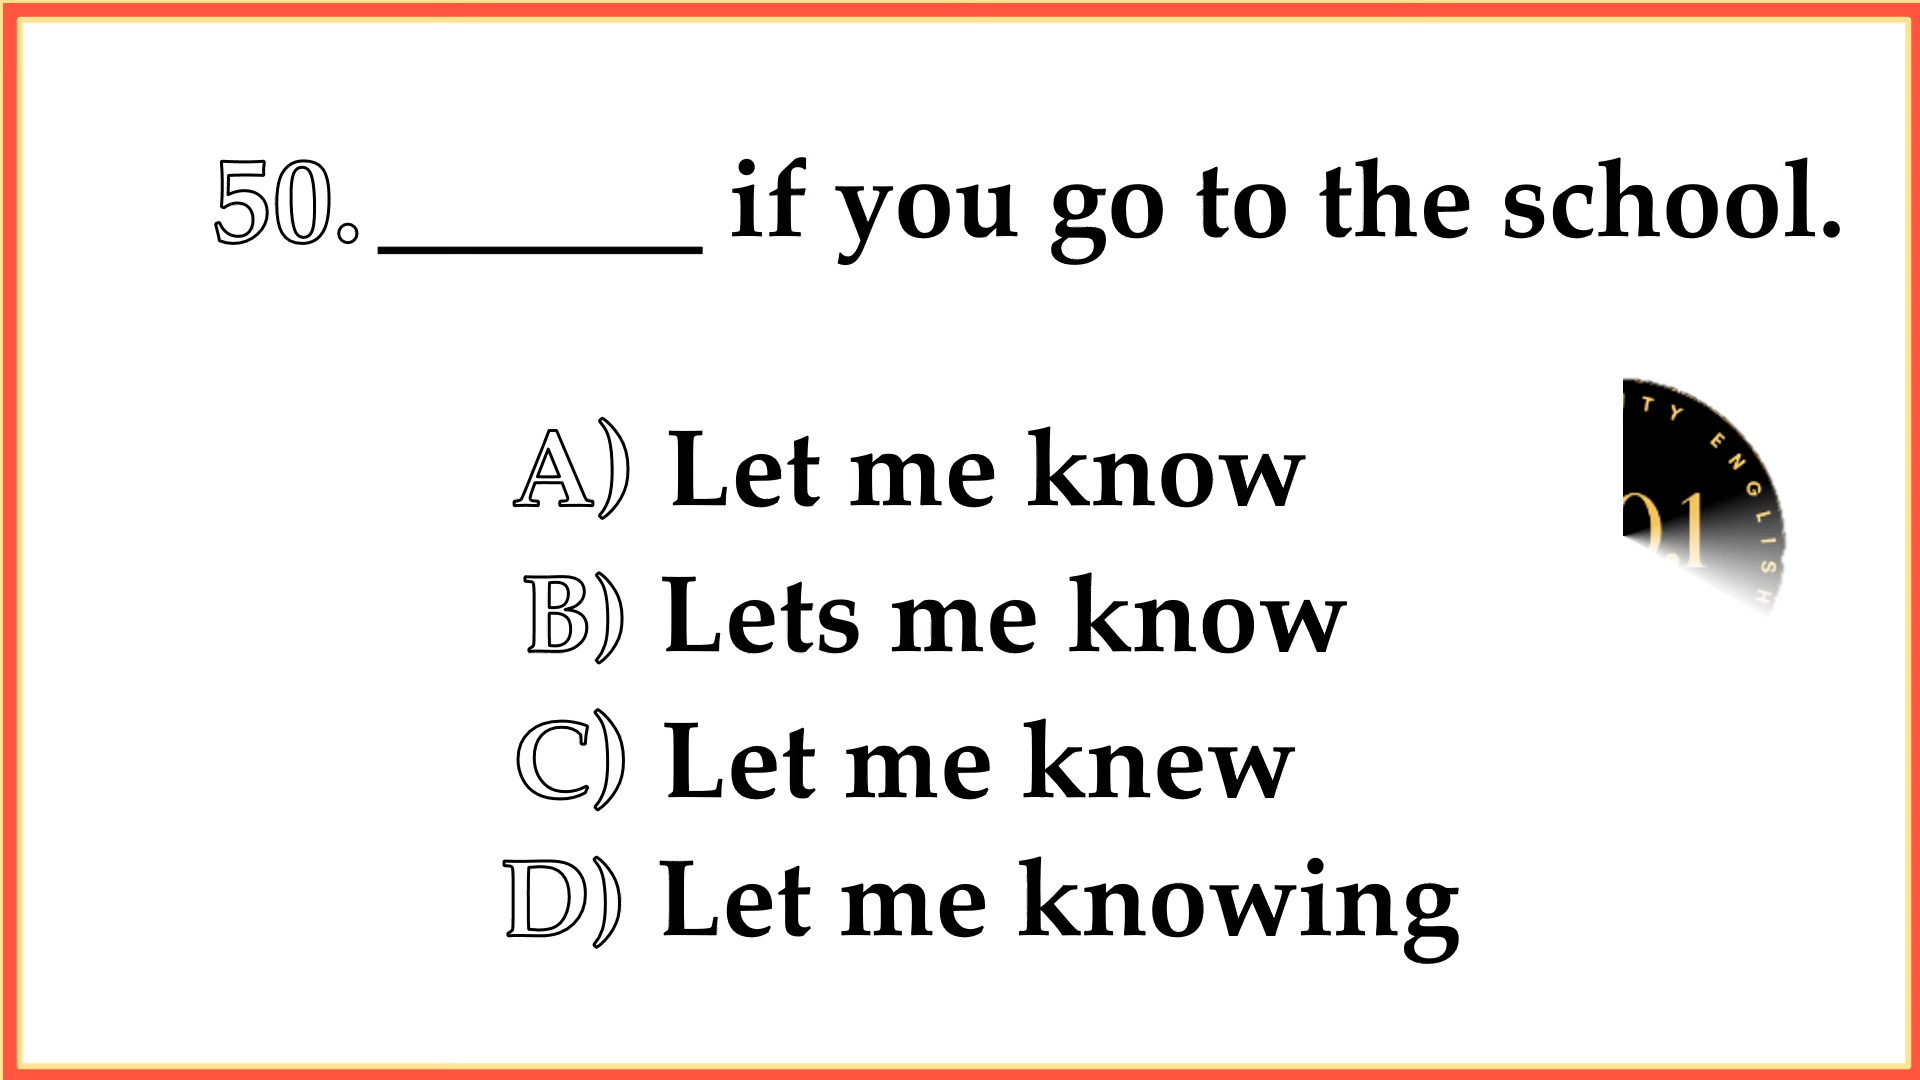 50. ______ if you go to the school.
A) Let me know
B) Lets me know
C) Let me knew
D) Let me knowing
ENGLISH